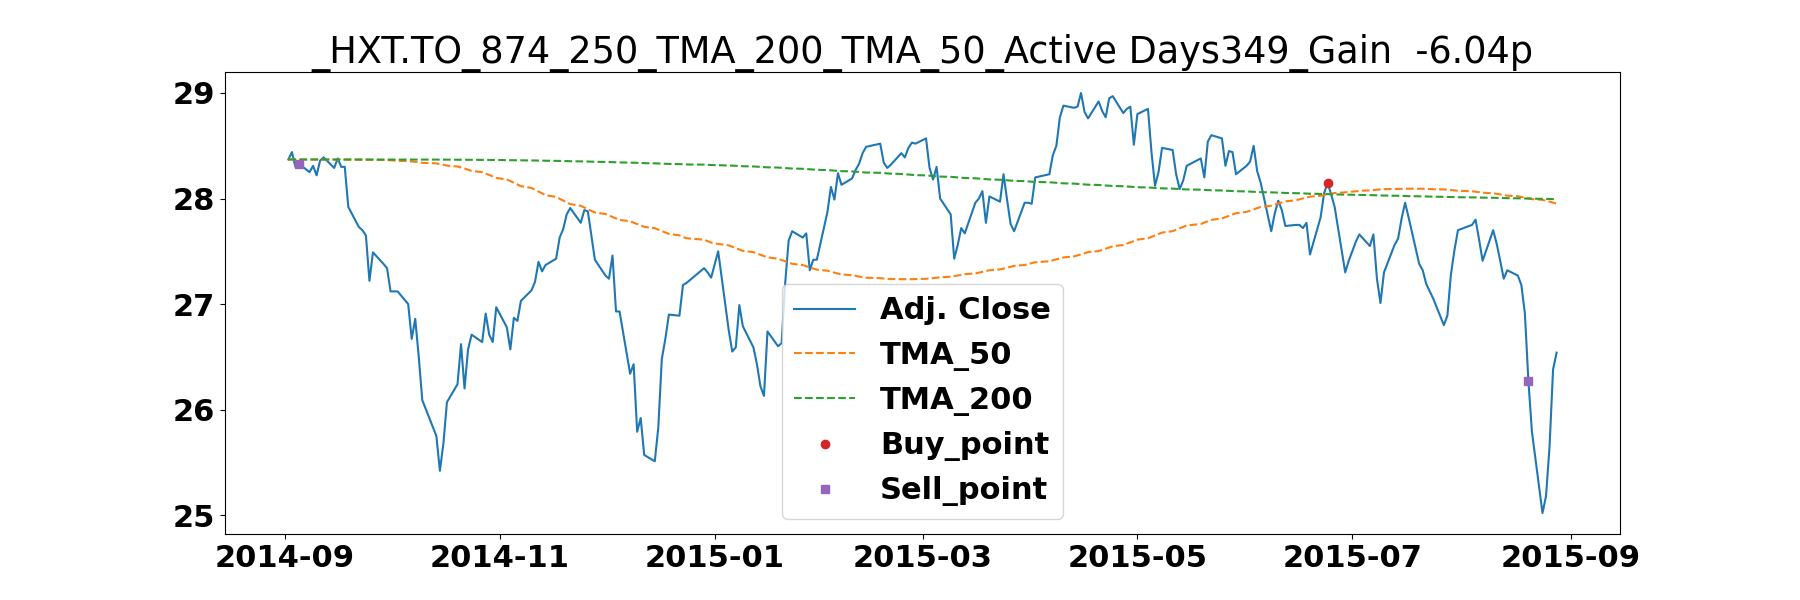 _HXT.TO_874_250_TMA_200_TMA_50_Active Days349_Gain  -6.04p
29
28
27
26
25
Adj. Close
TMA_50
TMA_200
Buy_point
Sell_point
2014-09 2014-11 2015-01 2015-03 2015-05 2015-07 2015-09